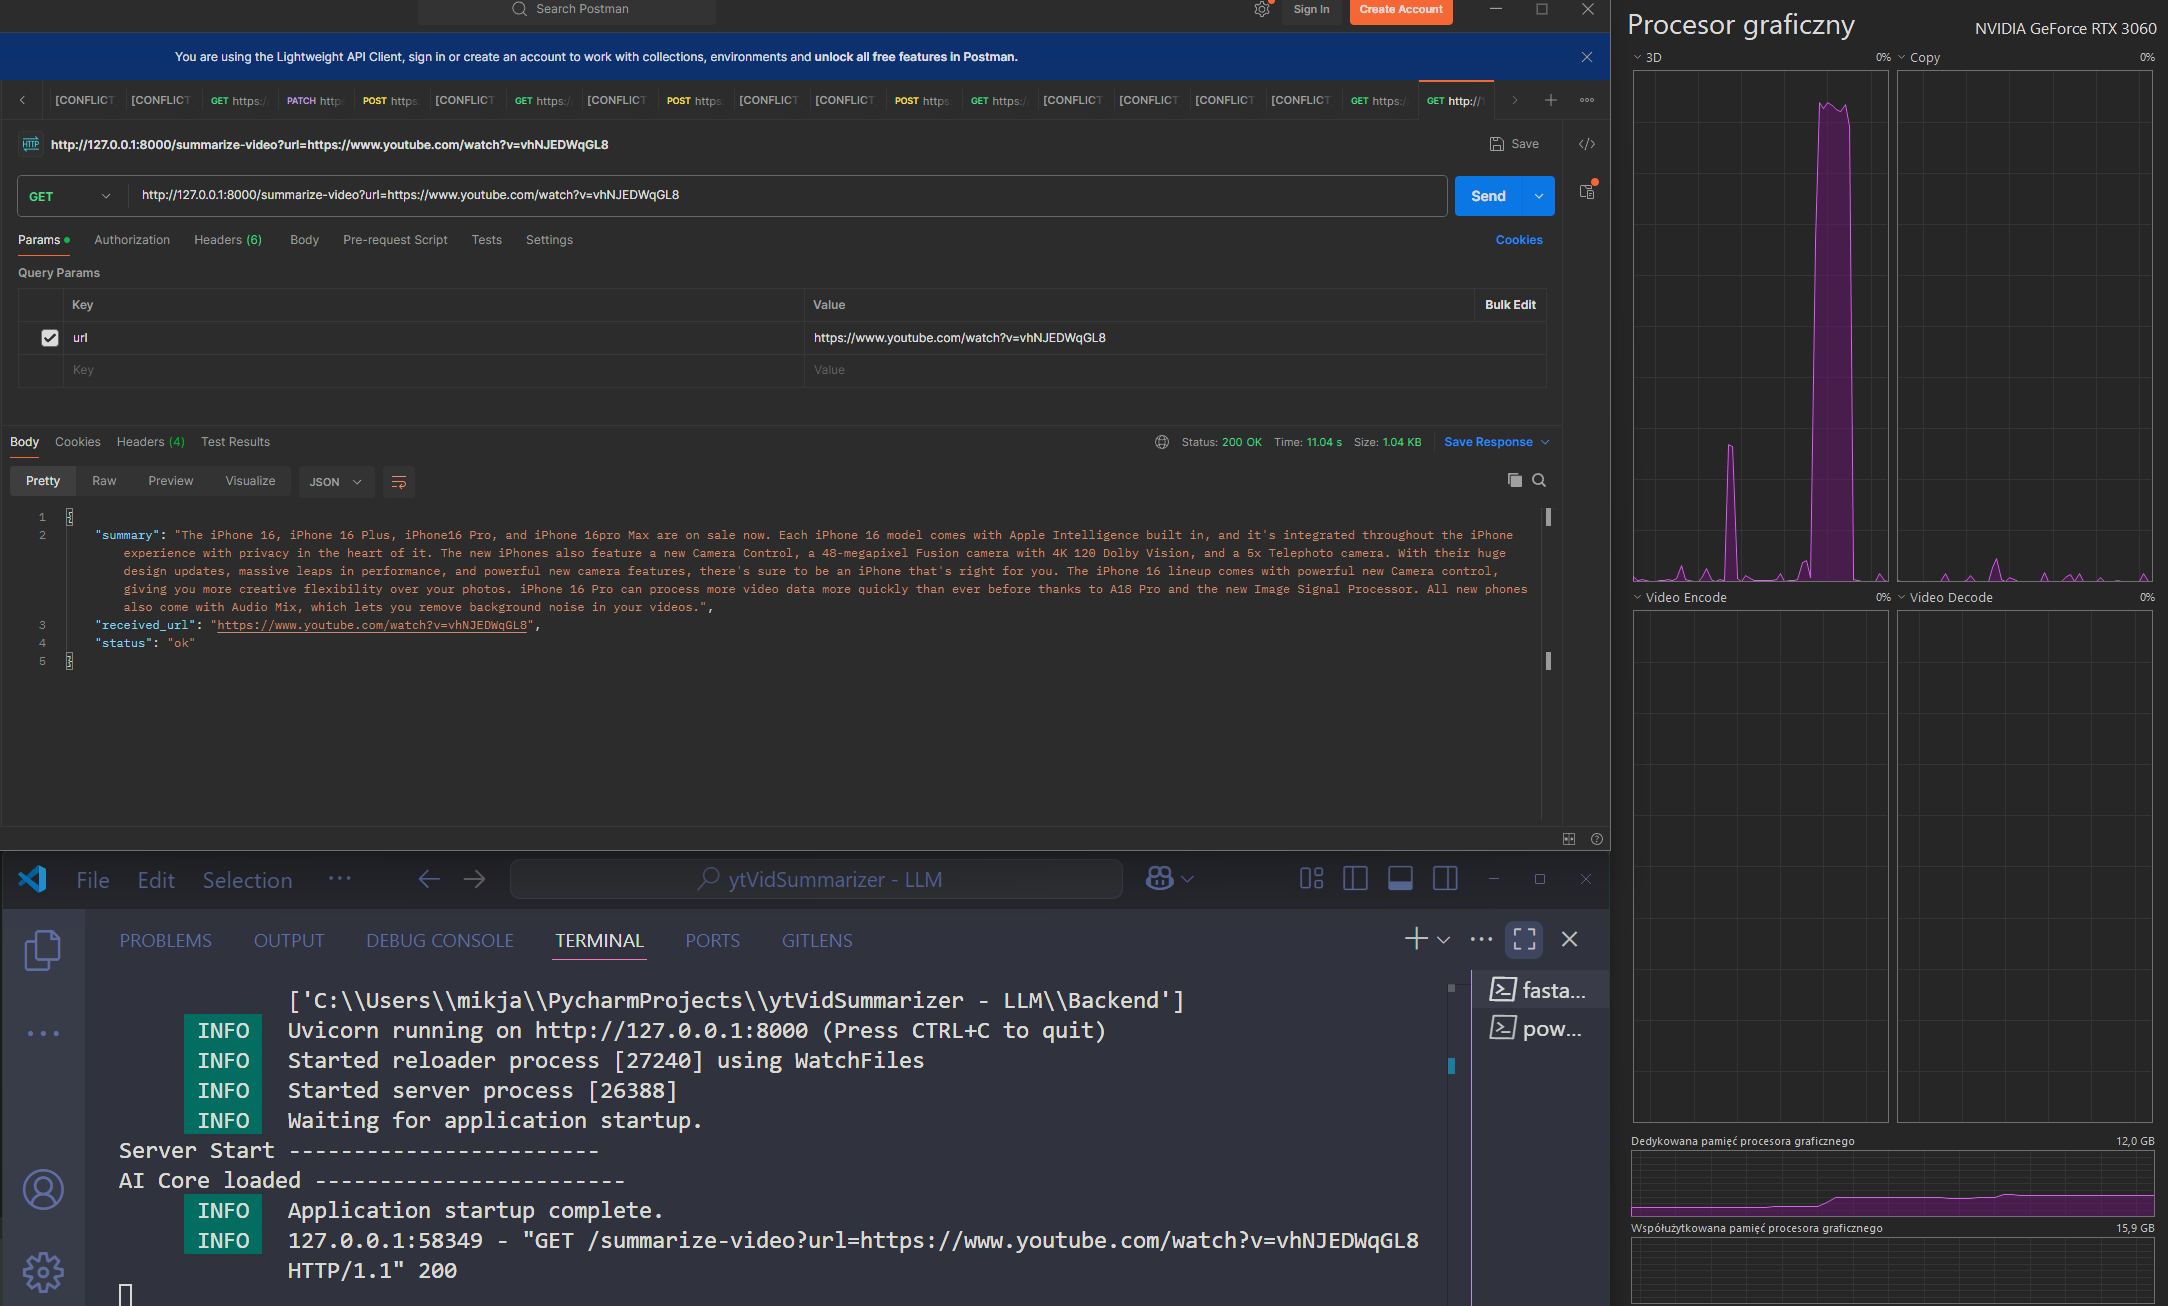 Search Postman
Sign In
Create Account
You are using the Lightweight API Client, sign in or create an account to work with collections, environments and unlock all free features in Postman.
[CONFLICT
[CONFLICT
GET https:/
PATCH http
POST https
[CONFLICT
GET https:/
[CONFLICT
POST https
[CONFLICT
[CONFLICT
POST https
GET https:/
[CONFLICT
[CONFLICT
[CONFLICT
[CONFLICT
GET https:/
GET http://
HTTP
http://127.0.0.1:8000/summarize-video?url=https://www.youtube.com/watch?v=vhNJEDWqGL8
Save
GET
http://127.0.0.1:8000/summarize-video?url=https://www.youtube.com/watch?v=vhNJEDWqGL8
Send
Params
Authorization
Headers (6)
Body
Pre-request Script
Tests
Settings
Cookies
Query Params
Key
Value
Bulk Edit
url
https://www.youtube.com/watch?v=vhNJEDWqGL8
Key
Value
Body
Cookies
Headers (4)
Test Results
Status: 200 OK
Time: 11.04 s
Size: 1.04 KB
Save Response
Pretty
Raw
Preview
Visualize
JSON
1 {
2 "summary": "The iPhone 16, iPhone 16 Plus, iPhone16 Pro, and iPhone 16pro Max are on sale now. Each iPhone 16 model comes with Apple Intelligence built in, and it's integrated throughout the iPhone
experience with privacy in the heart of it. The new iPhones also feature a new Camera Control, a 48-megapixel Fusion camera with 4K 120 Dolby Vision, and a 5x Telephoto camera. With their huge
design updates, massive leaps in performance, and powerful new camera features, there's sure to be an iPhone that's right for you. The iPhone 16 lineup comes with powerful new Camera control,
giving you more creative flexibility over your photos. iPhone 16 Pro can process more video data more quickly than ever before thanks to A18 Pro and the new Image Signal Processor. All new phones
also come with Audio Mix, which lets you remove background noise in your videos.",
3 "received_url": "https://www.youtube.com/watch?v=vhNJEDWqGL8",
4 "status": "ok"
5 }
File
Edit
Selection
ytVidSummarizer - LLM
PROBLEMS
OUTPUT
DEBUG CONSOLE
TERMINAL
PORTS
GITLENS
['C:\\Users\\mikja\\PycharmProjects\\ytVidSummarizer - LLM\\Backend']
INFO Uvicorn running on http://127.0.0.1:8000 (Press CTRL+C to quit)
INFO Started reloader process [27240] using WatchFiles
INFO Started server process [26388]
INFO Waiting for application startup.
Server Start ------------------------
AI Core loaded ------------------------
INFO Application startup complete.
INFO 127.0.0.1:58349 - "GET /summarize-video?url=https://www.youtube.com/watch?v=vhNJEDWqGL8
HTTP/1.1" 200
fasta...
pow...
Procesor graficzny
NVIDIA GeForce RTX 3060
3D
0%
Copy
0%
Video Encode
0%
Video Decode
0%
Dedykowana pamięć procesora graficznego
12,0 GB
Współużytkowana pamięć procesora graficznego
15,9 GB